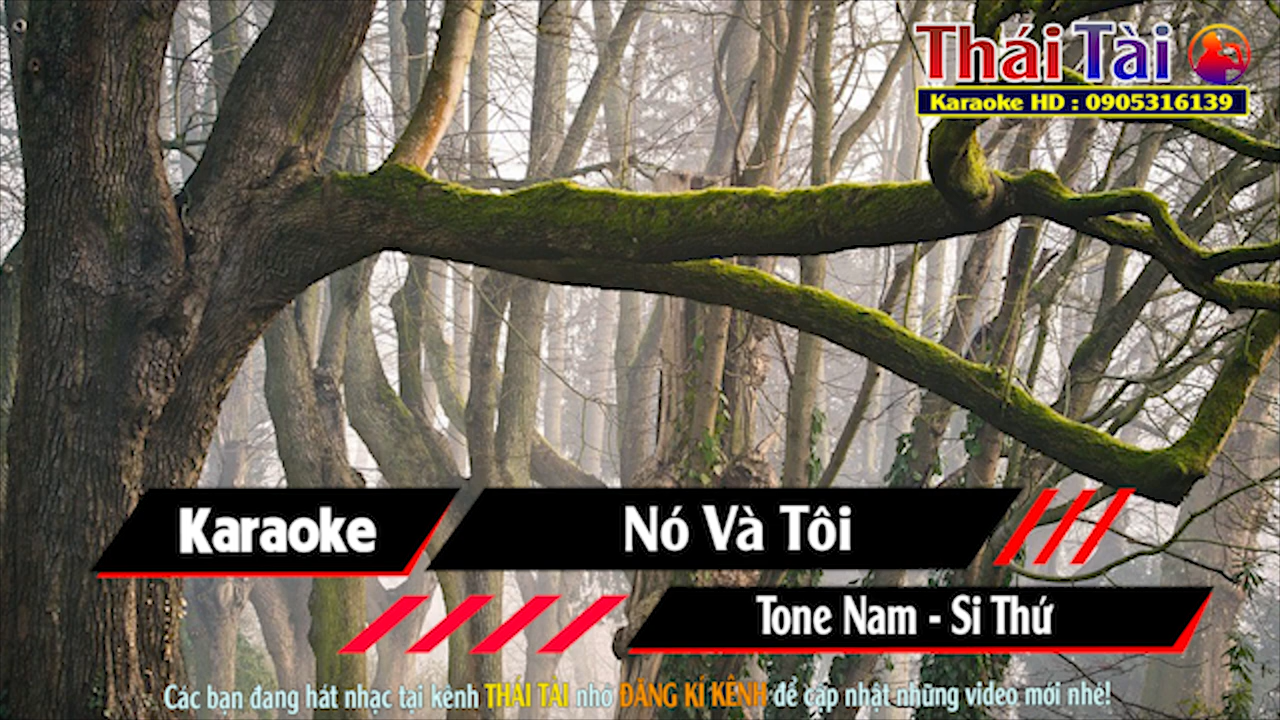 Thái Tài
Karaoke HD : 0905316139
Karaoke
Nó Và Tôi
Tone Nam - Si Thứ
Các bạn đang hát nhạc tại kênh THÁI TÀI nhớ ĐĂNG KÍ KÊNH để cập nhật những video mới nhé!